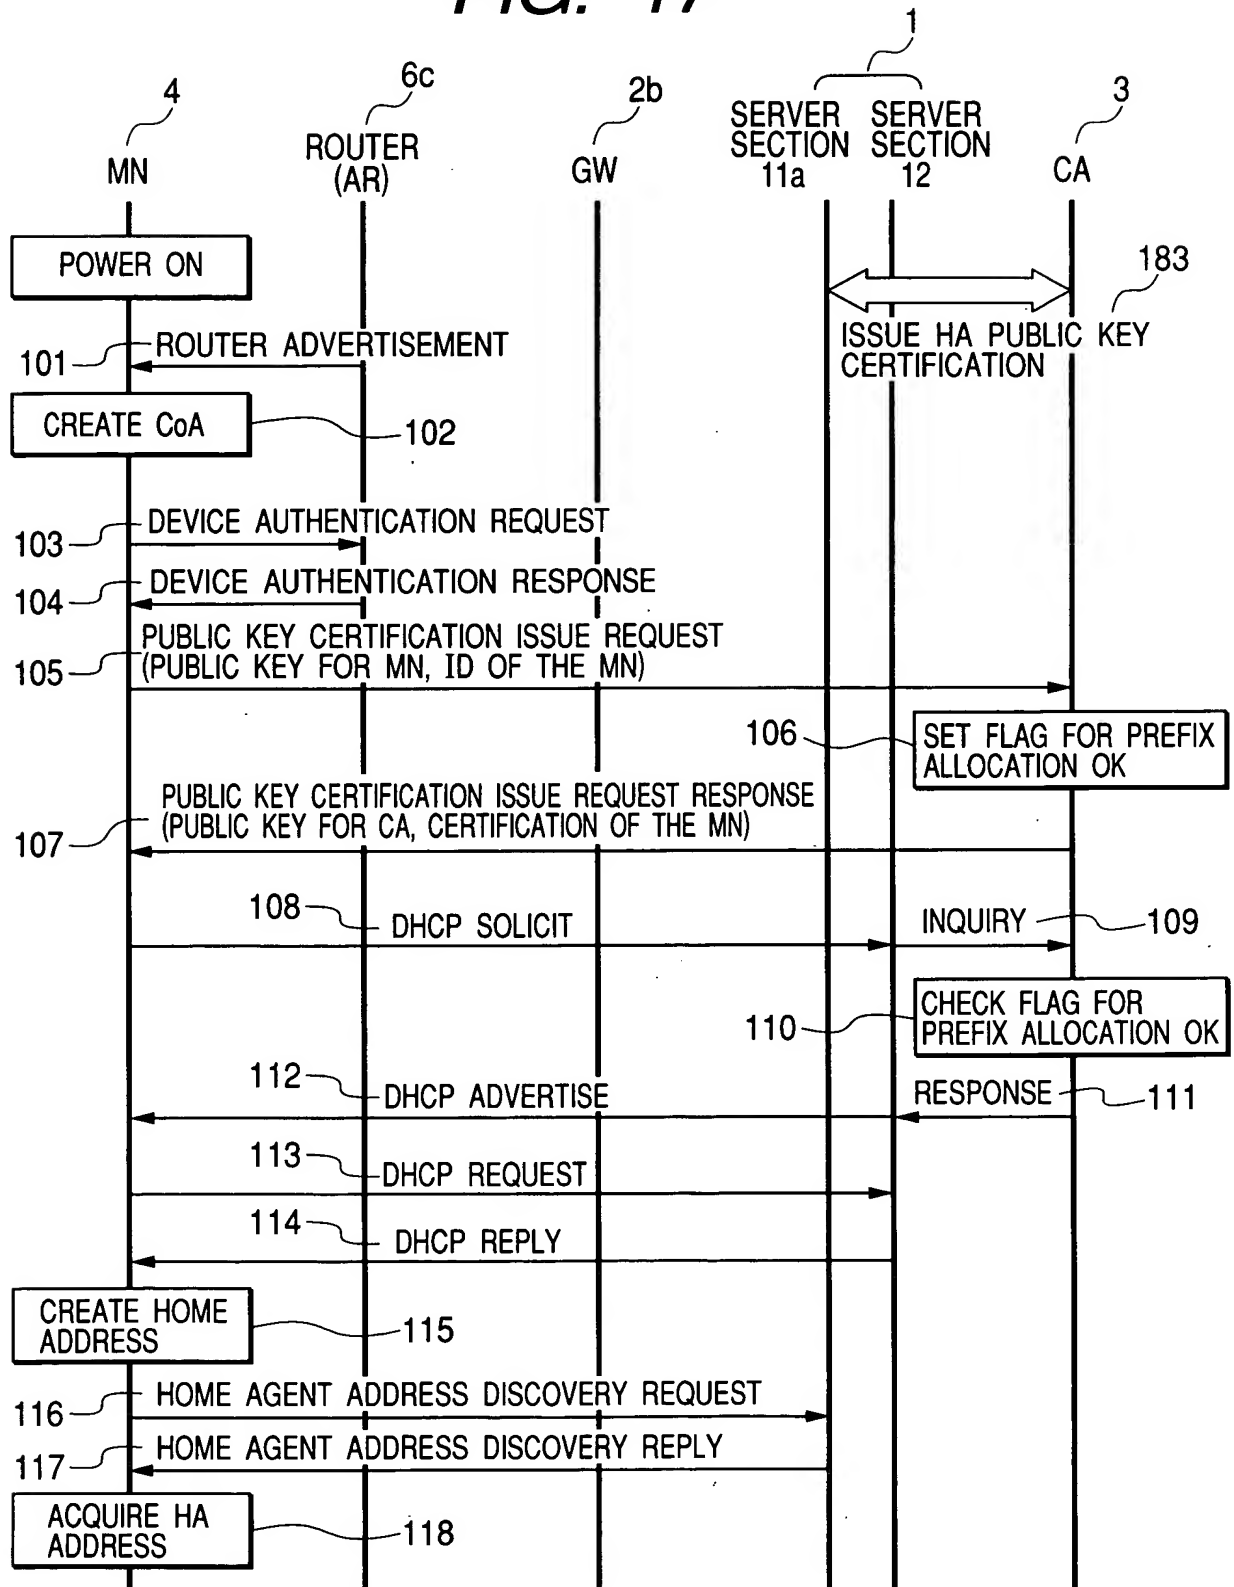 FIG. 17
1
4
6c
2b
3
SERVER SECTION 11a
SERVER SECTION 12
MN
ROUTER (AR)
GW
CA
POWER ON
183
ISSUE HA PUBLIC KEY
CERTIFICATION
101
ROUTER ADVERTISEMENT
CREATE CoA
102
103
DEVICE AUTHENTICATION REQUEST
104
DEVICE AUTHENTICATION RESPONSE
105
PUBLIC KEY CERTIFICATION ISSUE REQUEST
(PUBLIC KEY FOR MN, ID OF THE MN)
106
SET FLAG FOR PREFIX
ALLOCATION OK
107
PUBLIC KEY CERTIFICATION ISSUE REQUEST RESPONSE
(PUBLIC KEY FOR CA, CERTIFICATION OF THE MN)
108
DHCP SOLICIT
INQUIRY
109
110
CHECK FLAG FOR
PREFIX ALLOCATION OK
112
DHCP ADVERTISE
RESPONSE
111
113
DHCP REQUEST
114
DHCP REPLY
CREATE HOME
ADDRESS
115
116
HOME AGENT ADDRESS DISCOVERY REQUEST
117
HOME AGENT ADDRESS DISCOVERY REPLY
ACQUIRE HA
ADDRESS
118